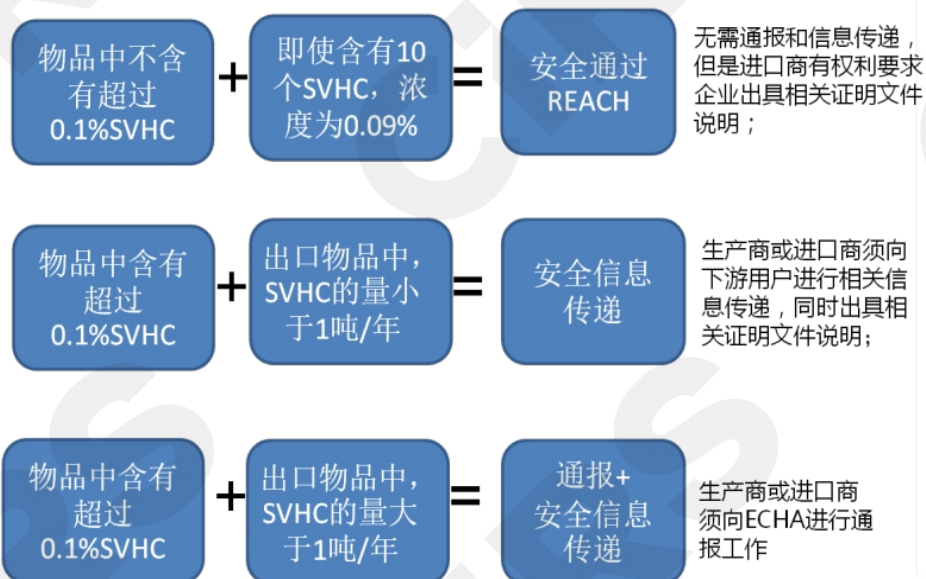 物品中不含
有超过
0.1%SVHC
+
即使含有10
个SVHC，浓
度为0.09%
=
安全通过
REACH
无需通报和信息传递，
但是进口商有权利要求
企业出具相关证明文件
说明；
物品中含有
超过
0.1%SVHC
+
出口物品中，
SVHC的量小
于1吨/年
=
安全信息
传递
生产商或进口商须向
下游用户进行相关信
息传递，同时出具相
关证明文件说明；
物品中含有
超过
0.1%SVHC
+
出口物品中，
SVHC的量大
于1吨/年
=
通报+
安全信息
传递
生产商或进口商
须向ECHA进行通
报工作